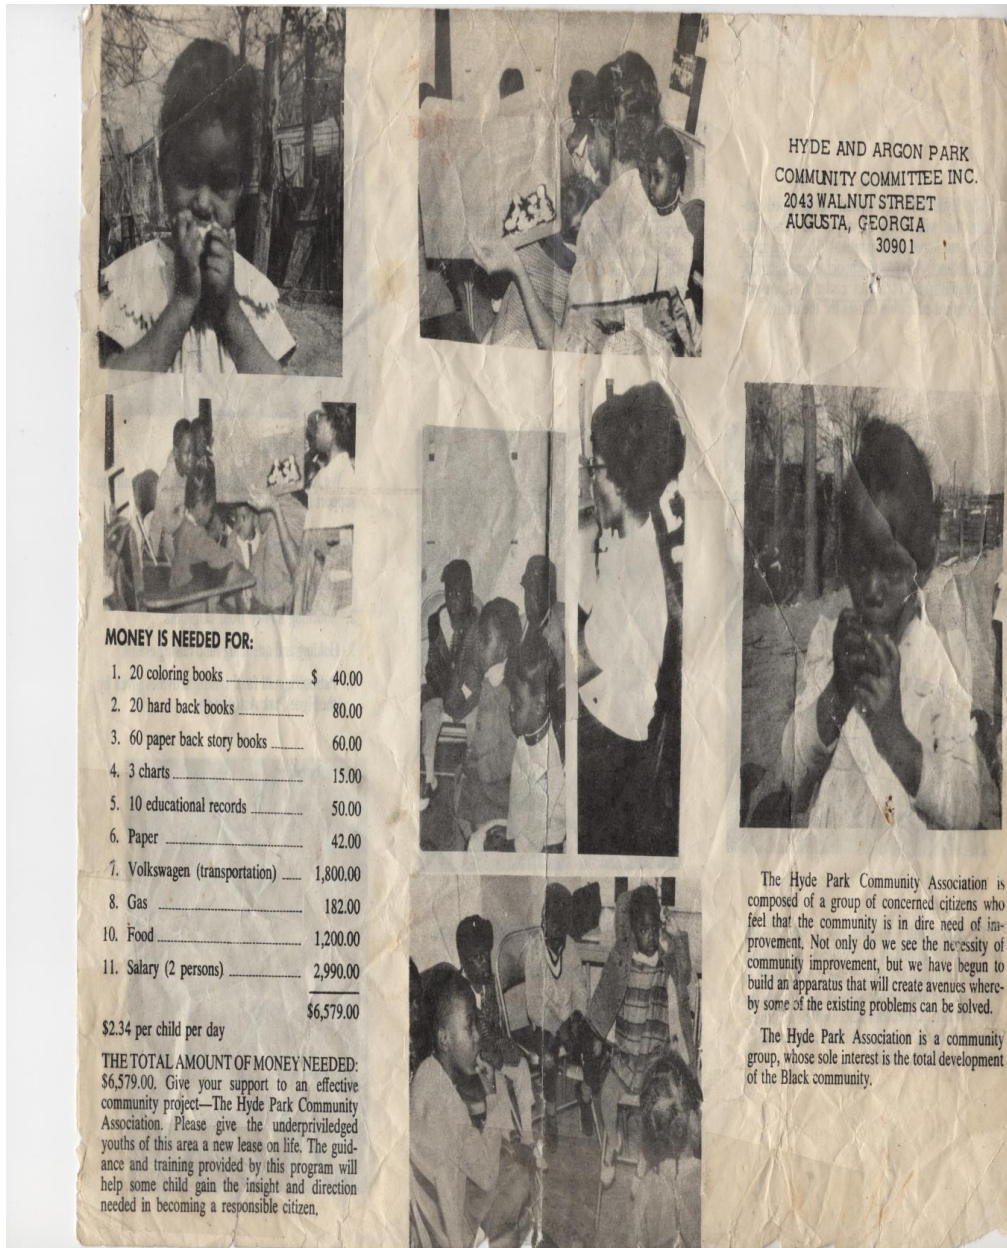 HYDE AND ARGON PARK
COMMUNITY COMMITTEE INC.
2043 WALNUT STREET
AUGUSTA, GEORGIA
30901
MONEY IS NEEDED FOR:
1. 20 coloring books $ 40.00
2. 20 hard back books 80.00
3. 60 paper back story books 60.00
4. 3 charts 15.00
5. 10 educational records 50.00
6. Paper 42.00
7. Volkswagen (transportation) 1,800.00
8. Gas 182.00
10. Food 1,200.00
11. Salary (2 persons) 2,990.00
$6,579.00
$2.34 per child per day
THE TOTAL AMOUNT OF MONEY NEEDED:
$6,579.00. Give your support to an effective
community project—The Hyde Park Community
Association. Please give the underpriviledged
youths of this area a new lease on life. The guid-
ance and training provided by this program will
help some child gain the insight and direction
needed in becoming a responsible citizen.
The Hyde Park Community Association is
composed of a group of concerned citizens who
feel that the community is in dire need of im-
provement. Not only do we see the necessity of
community improvement, but we have begun to
build an apparatus that will create avenues where-
by some of the existing problems can be solved.
The Hyde Park Association is a community
group, whose sole interest is the total development
of the Black community.